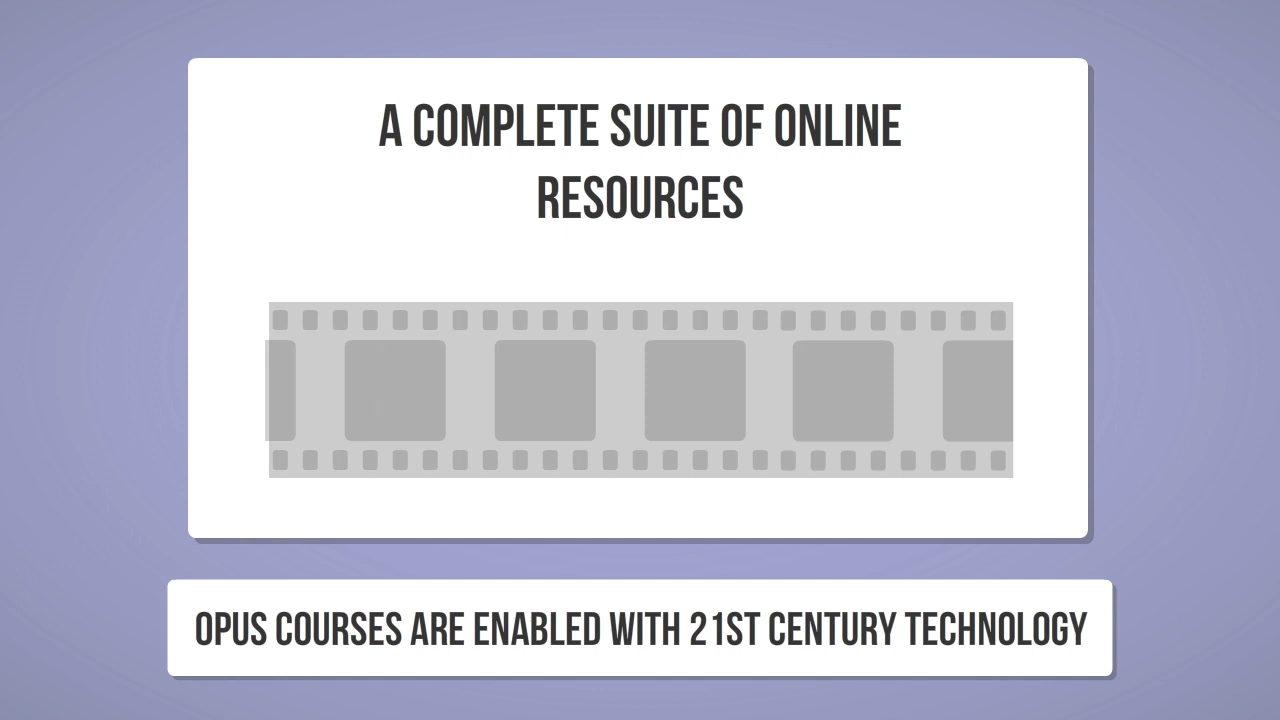 A COMPLETE SUITE OF ONLINE
RESOURCES
OPUS COURSES ARE ENABLED WITH 21ST CENTURY TECHNOLOGY